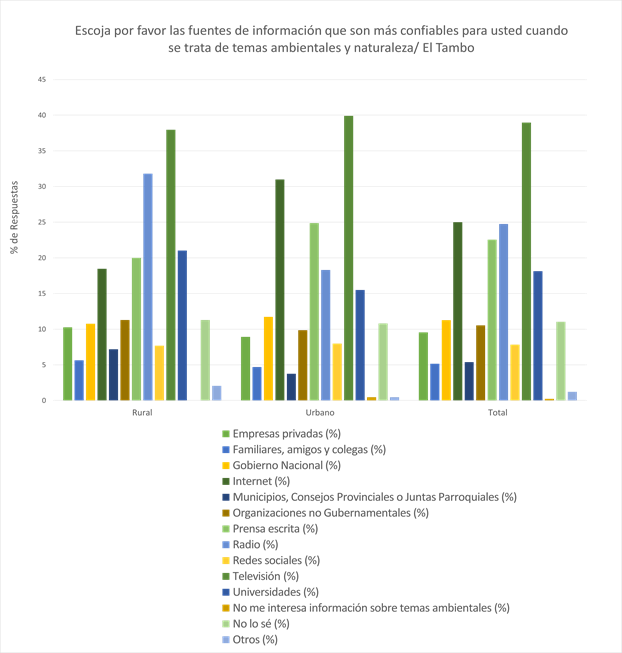 Escoja por favor las fuentes de información que son más confiables para usted cuando
se trata de temas ambientales y naturaleza/ El Tambo
45
40
35
30
25
20
15
10
5
0
% de Respuestas
Rural
Urbano
Total
Empresas privadas (%)
Familiares, amigos y colegas (%)
Gobierno Nacional (%)
Internet (%)
Municipios, Consejos Provinciales o Juntas Parroquiales (%)
Organizaciones no Gubernamentales (%)
Prensa escrita (%)
Radio (%)
Redes sociales (%)
Televisión (%)
Universidades (%)
No me interesa información sobre temas ambientales (%)
No lo sé (%)
Otros (%)